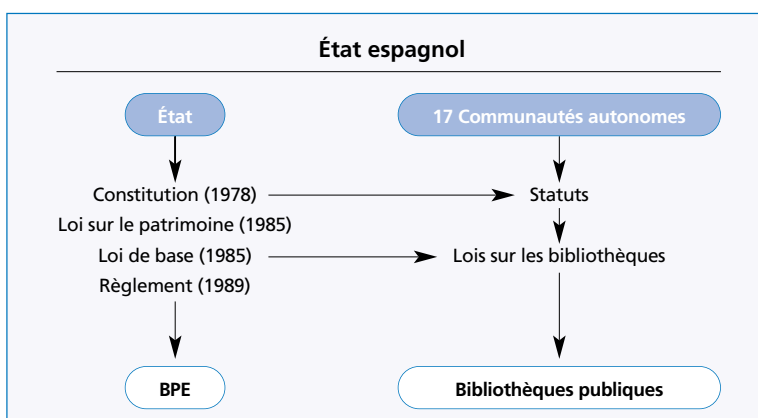 État espagnol
État
17 Communautés autonomes
Constitution (1978)
Statuts
Loi sur le patrimoine (1985)
Loi de base (1985)
Lois sur les bibliothèques
Règlement (1989)
BPE
Bibliothèques publiques